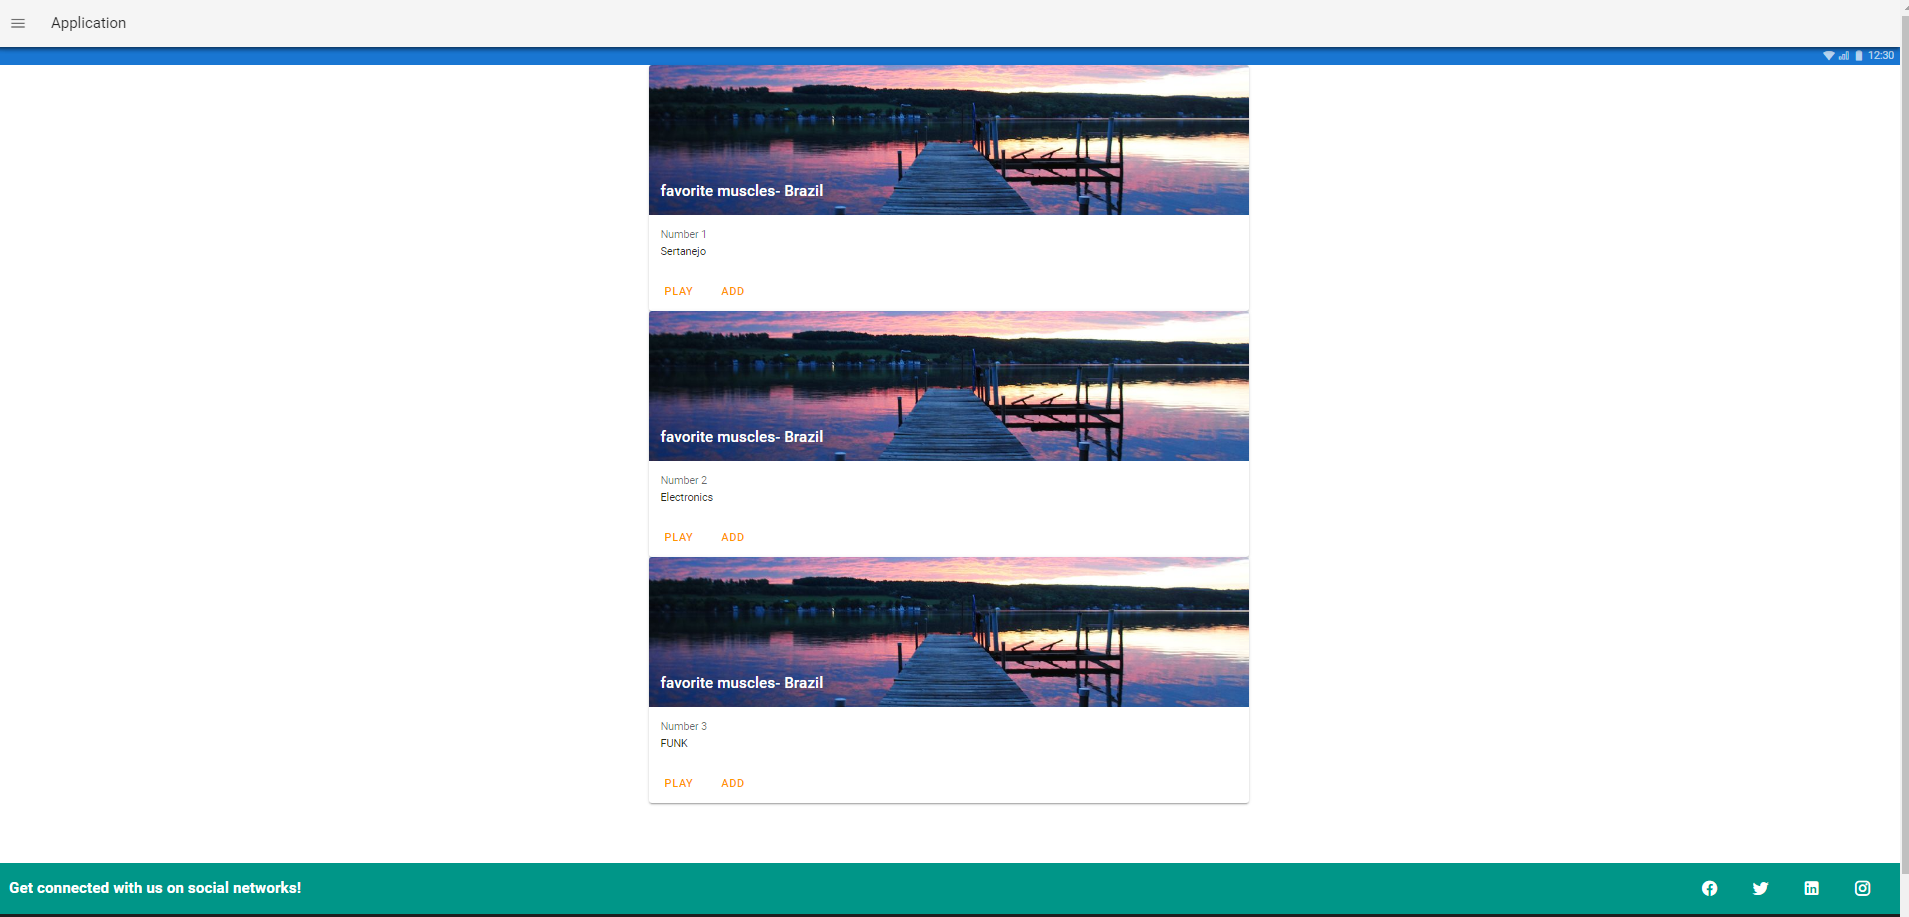 Application
12:30
favorite muscles- Brazil
Number 1
Sertanejo
PLAY ADD
favorite muscles- Brazil
Number 2
Electronics
PLAY ADD
favorite muscles- Brazil
Number 3
FUNK
PLAY ADD
Get connected with us on social networks!